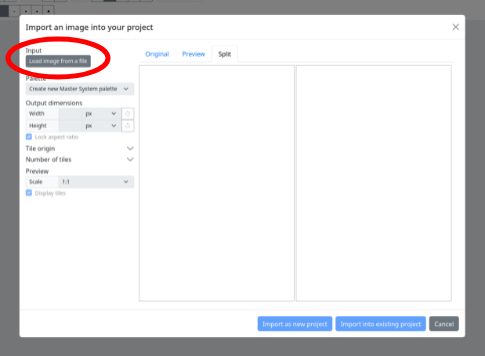 Import an image into your project
Input
Load image from a file
Palette
Create new Master System palette
Output dimensions
Width px
Height px
Lock aspect ratio
Tile origin
Number of tiles
Preview
Scale 1:1
Display tiles
Original Preview Split
Import as new project Import into existing project Cancel